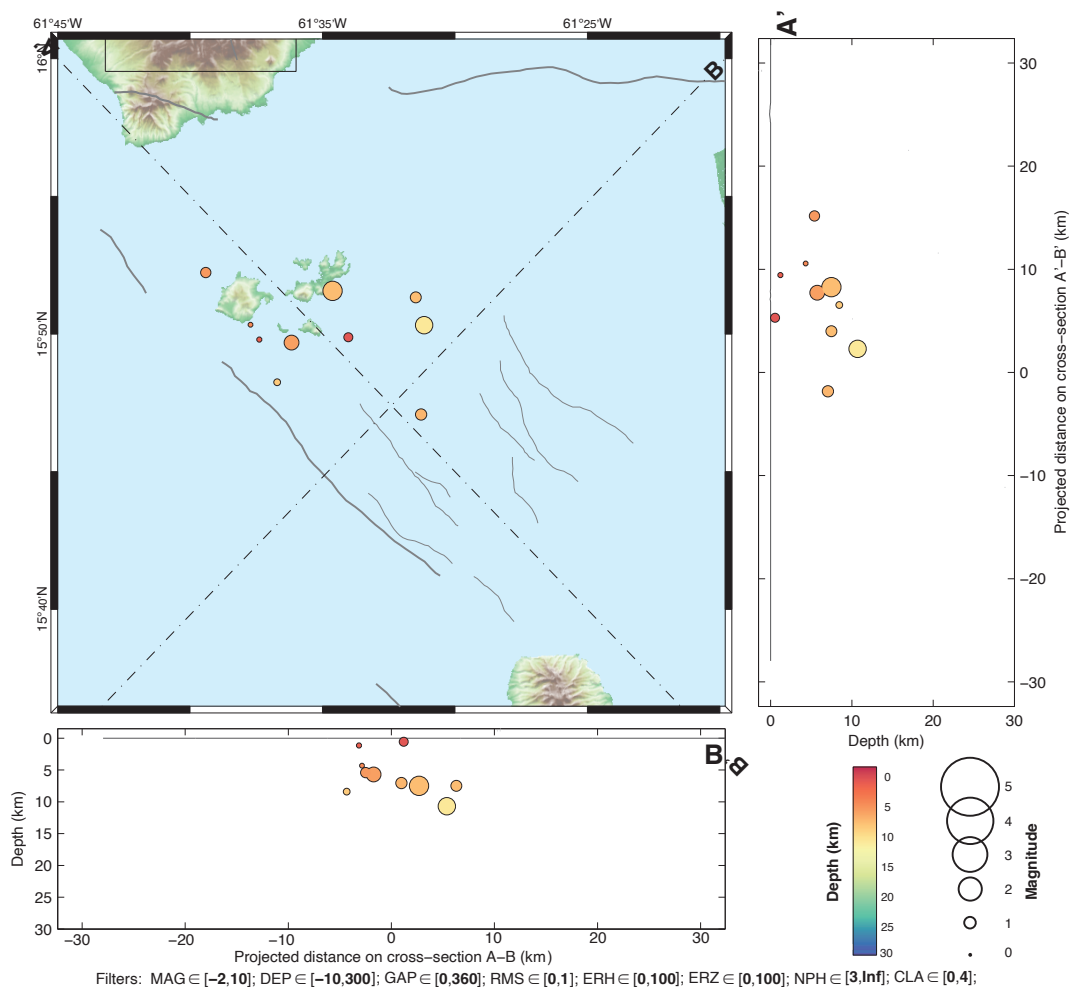 61°45'W 61°35'W 61°25'W
A'
B
15°50'N
15°40'N
30
20
10
0
−10
−20
−30
Projected distance on cross−section A'−B' (km)
0 10 20 30
Depth (km)
0
5
10
15
20
25
30
Depth (km)
B
B
−30 −20 −10 0 10 20 30
Projected distance on cross−section A−B (km)
0
5
10
15
20
25
30
Depth (km)
5
4
3
2
1
0
Magnitude
Filters: MAG ∈ [−2,10]; DEP ∈ [−10,300]; GAP ∈ [0,360]; RMS ∈ [0,1]; ERH ∈ [0,100]; ERZ ∈ [0,100]; NPH ∈ [3,Inf]; CLA ∈ [0,4];